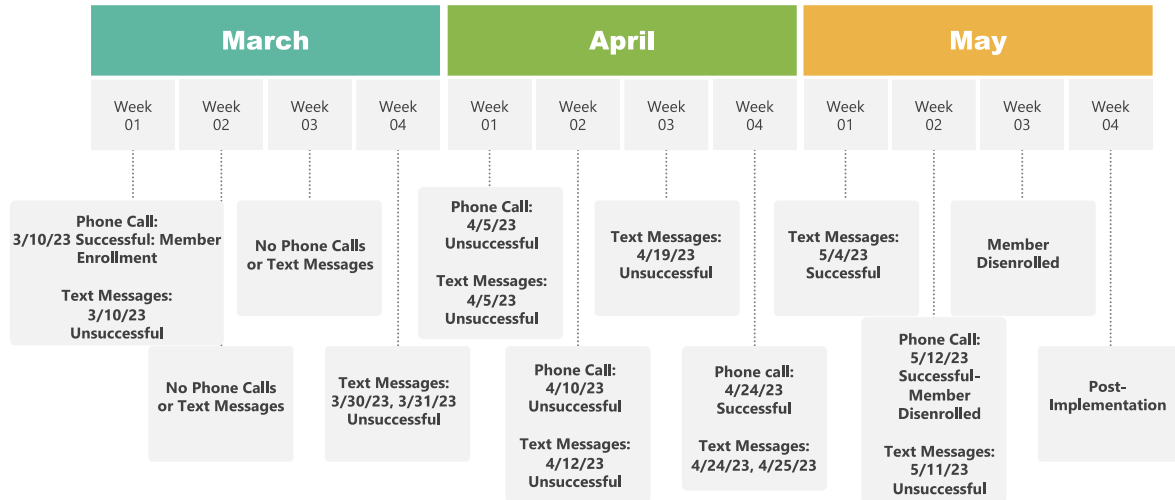 March
April
May
Week
01
Week
02
Week
03
Week
04
Week
01
Week
02
Week
03
Week
04
Week
01
Week
02
Week
03
Week
04
Phone Call:
3/10/23 Successful: Member
Enrollment
Text Messages:
3/10/23
Unsuccessful
No Phone Calls
or Text Messages
No Phone Calls
or Text Messages
Text Messages:
3/30/23, 3/31/23
Unsuccessful
Phone Call:
4/5/23
Unsuccessful
Text Messages:
4/5/23
Unsuccessful
Phone Call:
4/10/23
Unsuccessful
Text Messages:
4/12/23
Unsuccessful
Text Messages:
4/19/23
Unsuccessful
Phone call:
4/24/23
Successful
Text Messages:
4/24/23, 4/25/23
Text Messages:
5/4/23
Successful
Phone Call:
5/12/23
Successful-
Member
Disenrolled
Text Messages:
5/11/23
Unsuccessful
Member
Disenrolled
Post-
Implementation